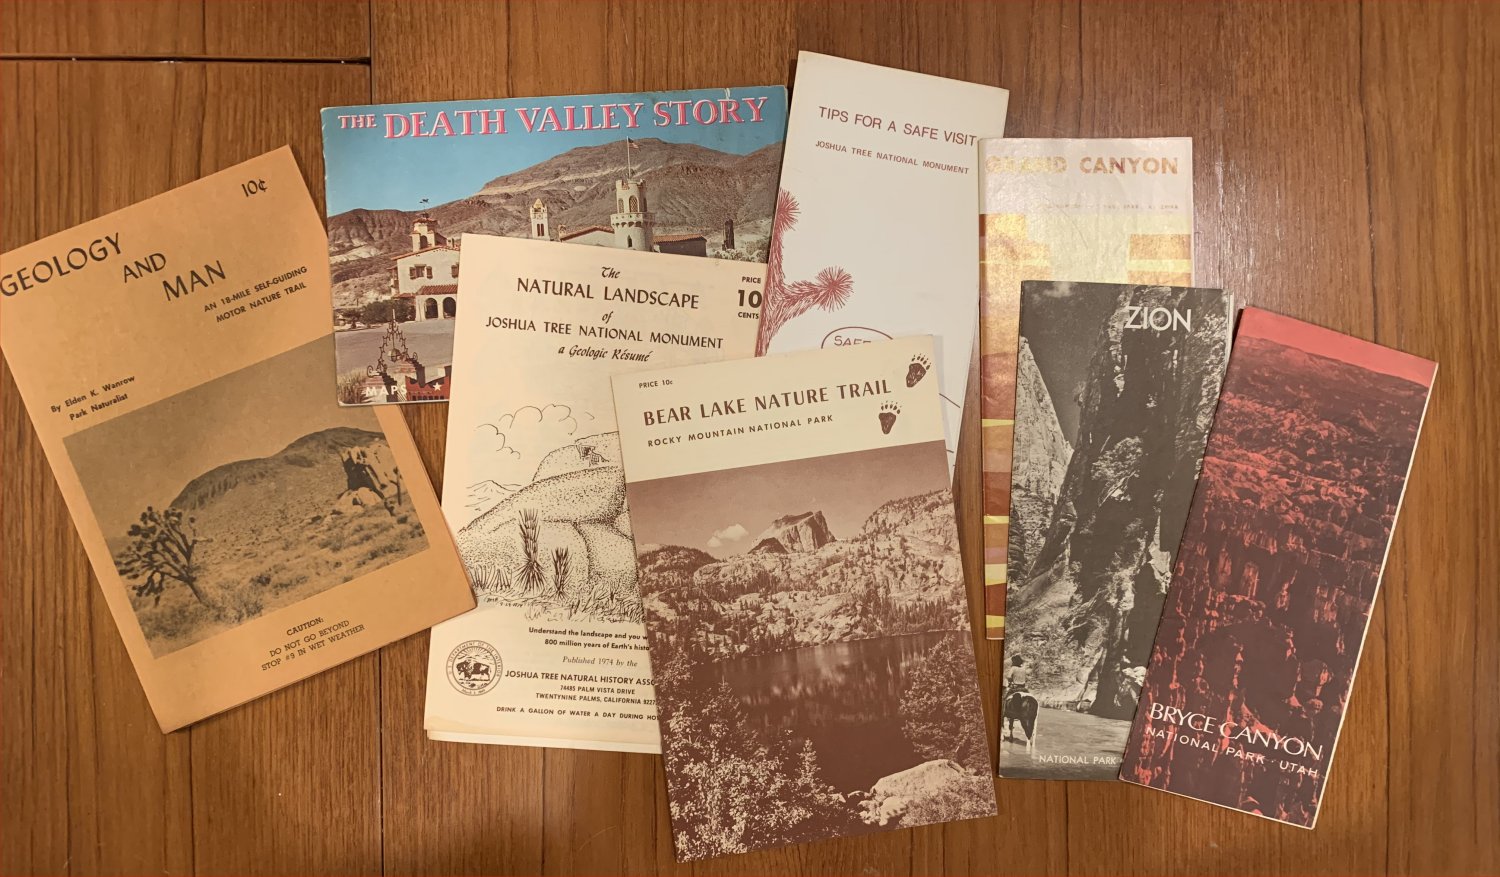 10¢
GEOLOGY
AND
MAN
AN 18-MILE SELF-GUIDING
MOTOR NATURE TRAIL
By Elden K. Wanrow
Park Naturalist
CAUTION:
DO NOT GO BEYOND
STOP #9 IN WET WEATHER
THE DEATH VALLEY STORY
MAPS ★
The
NATURAL LANDSCAPE
of
JOSHUA TREE NATIONAL MONUMENT
a Geologic Résumé
PRICE
10
CENTS
Understand the landscape and you
800 million years of Earth's
Published 1974 by the
JOSHUA TREE NATURAL HISTORY
74485 PALM VISTA DRIVE
TWENTYNINE PALMS, CALIFORNIA
DRINK A GALLON OF WATER A DAY DURING
TIPS FOR A SAFE VISIT
JOSHUA TREE NATIONAL MONUMENT
SAFE
PRICE 10c
BEAR LAKE NATURE TRAIL
ROCKY MOUNTAIN NATIONAL PARK
GRAND CANYON
ZION
NATIONAL PARK
BRYCE CANYON
NATIONAL PARK · UTAH